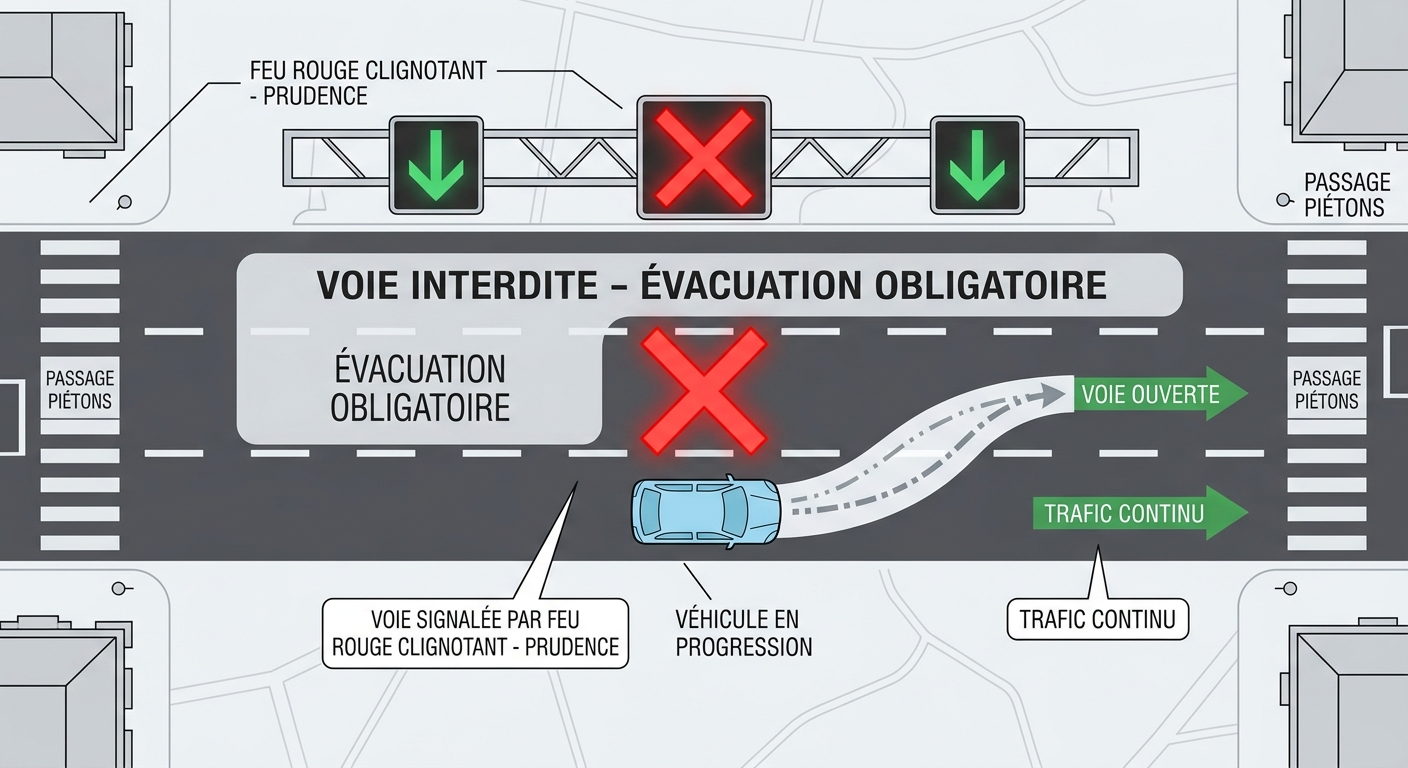 FEU ROUGE CLIGNOTANT
- PRUDENCE
PASSAGE
PIÉTONS
VOIE INTERDITE – ÉVACUATION OBLIGATOIRE
ÉVACUATION
OBLIGATOIRE
PASSAGE
PIÉTONS
VOIE OUVERTE
PASSAGE
PIÉTONS
TRAFIC CONTINU
VOIE SIGNALÉE PAR FEU
ROUGE CLIGNOTANT - PRUDENCE
VÉHICULE EN
PROGRESSION
TRAFIC CONTINU